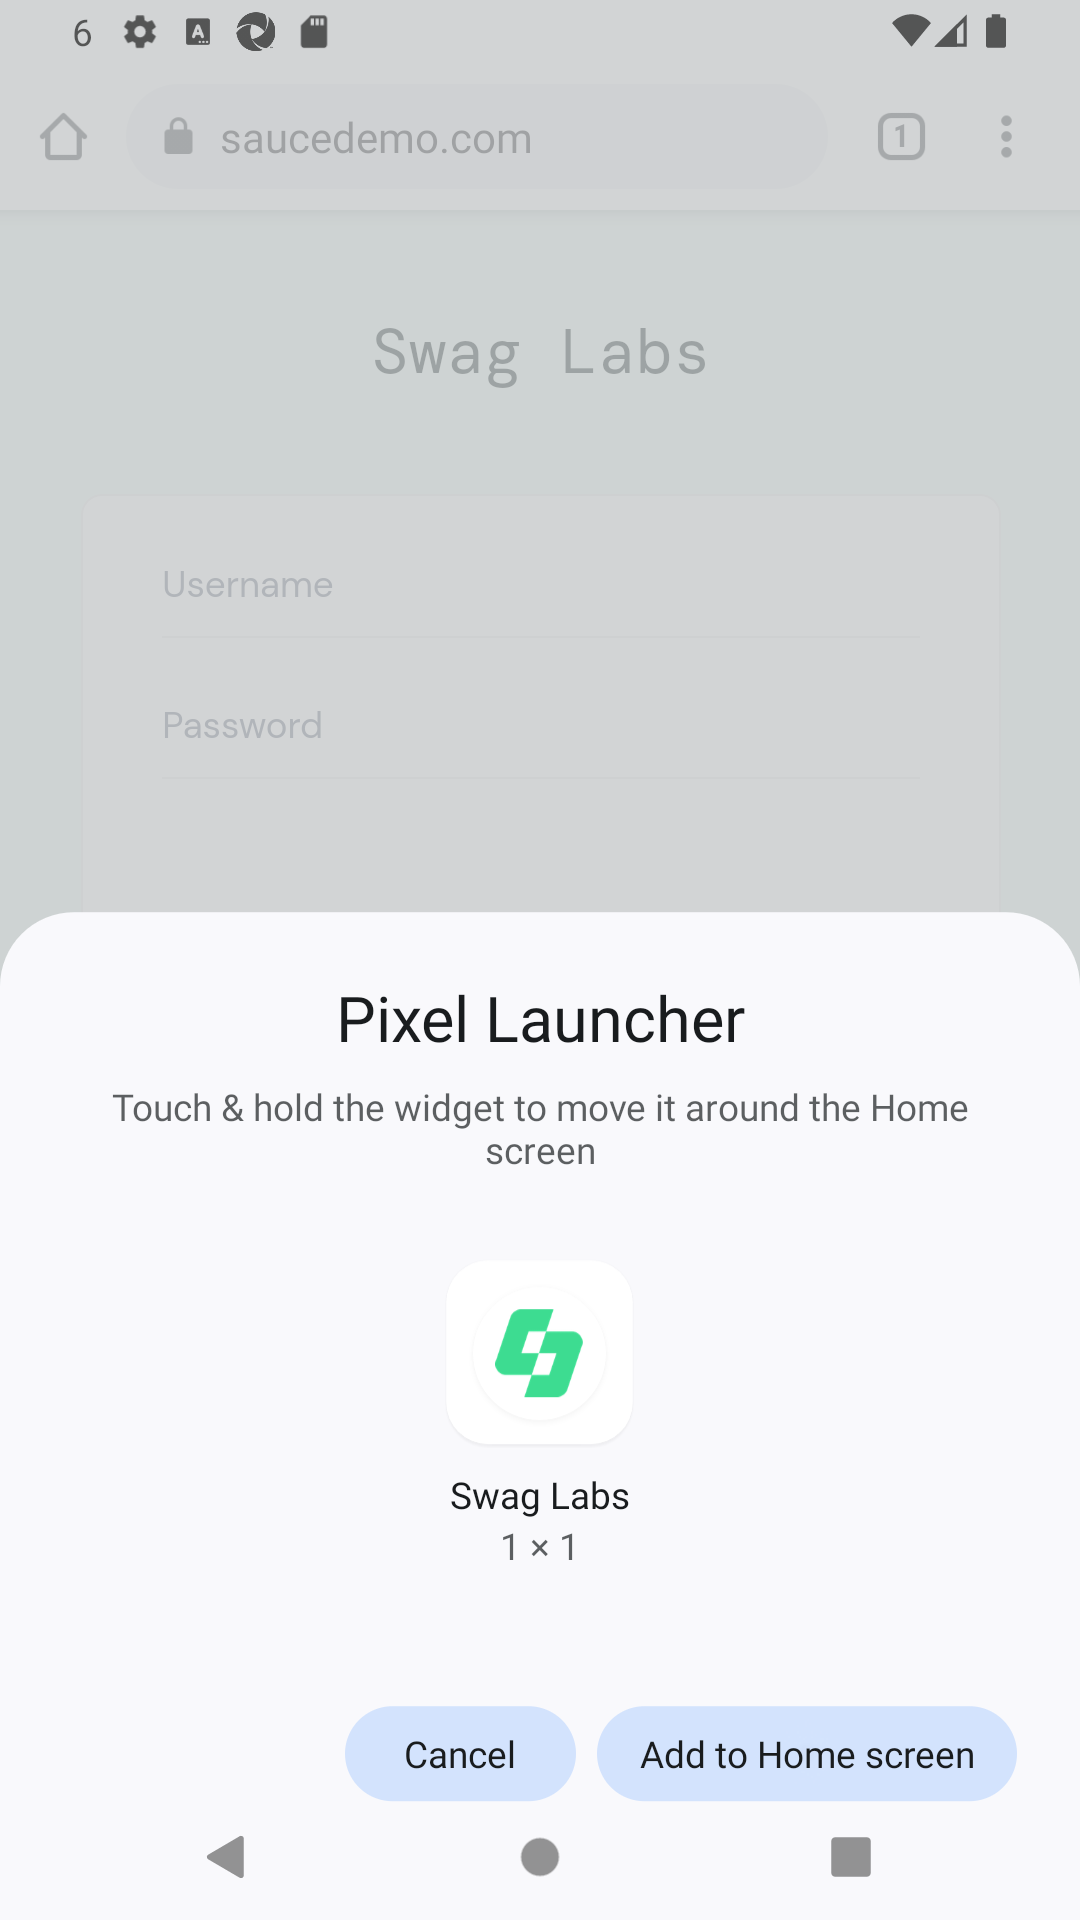 6
saucedemo.com
1
Swag Labs
Username
Password
Pixel Launcher
Touch & hold the widget to move it around the Home
screen
Swag Labs
1 × 1
Cancel
Add to Home screen